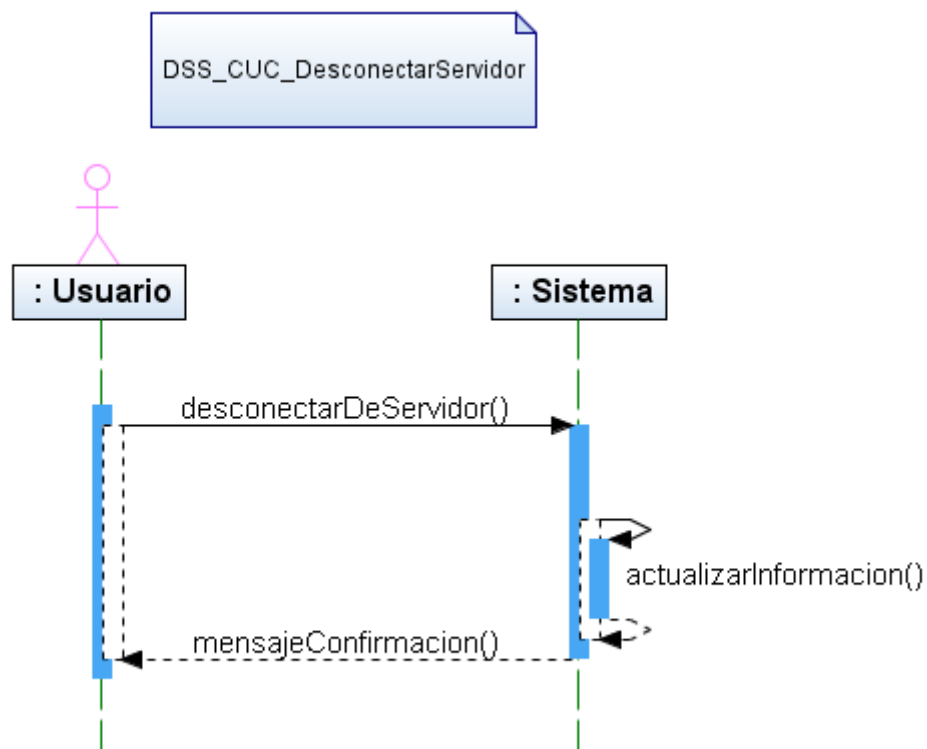 DSS_CUC_DesconectarServidor
: Usuario
: Sistema
desconectarDeServidor()
actualizarInformacion()
mensajeConfirmacion()